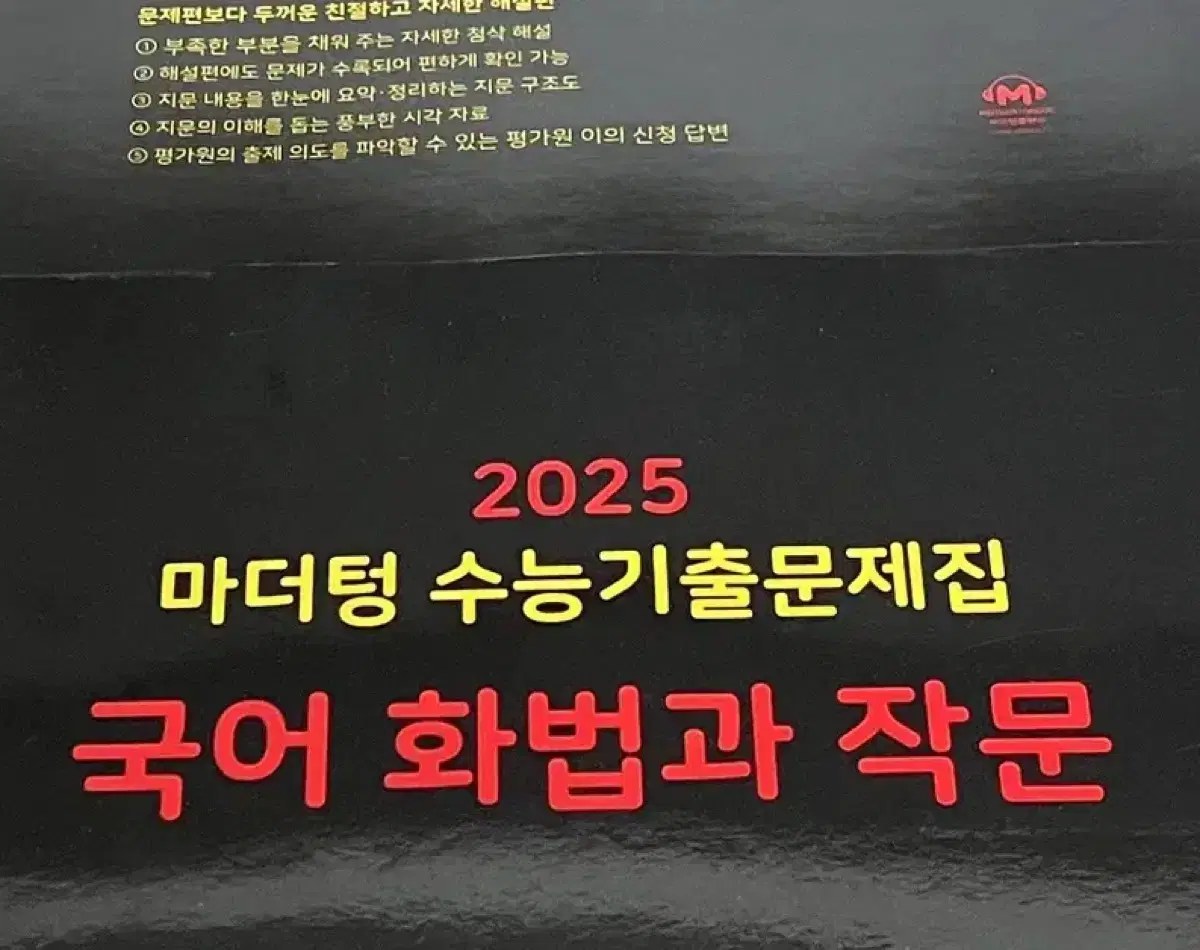 문제편보다 두꺼운 친절하고 자세한 해설편
① 부족한 부분을 채워 주는 자세한 첨삭 해설
② 해설편에도 문제가 수록되어 편하게 확인 가능
③ 지문 내용을 한눈에 요약·정리하는 지문 구조도
④ 지문의 이해를 돕는 풍부한 시각 자료
⑤ 평가원의 출제 의도를 파악할 수 있는 평가원 이의 신청 답변
M
2025
마더텅 수능기출문제집
국어 화법과 작문